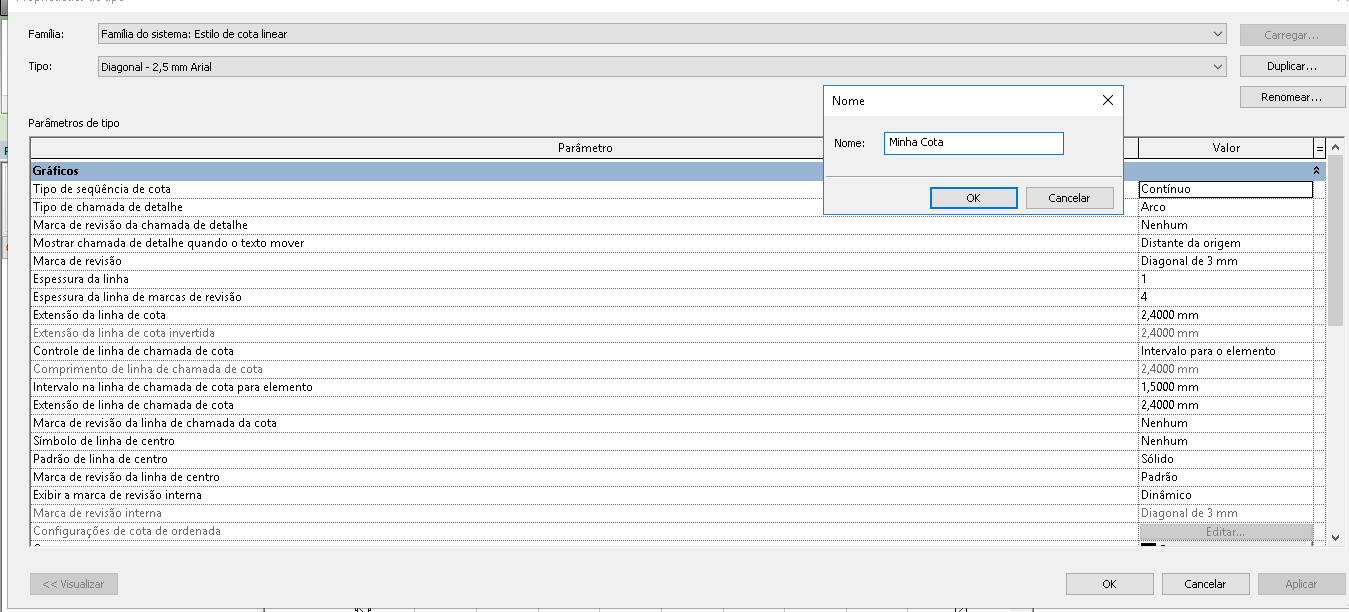 Família:
Família do sistema: Estilo de cota linear
Carregar...
Tipo:
Diagonal - 2,5 mm Arial
Duplicar...
Renomear...
Nome
Nome:
Minha Cota
OK
Cancelar
Parâmetros de tipo
Parâmetro
Valor
=
Gráficos
Tipo de seqüência de cota
Contínuo
Tipo de chamada de detalhe
Arco
Marca de revisão da chamada de detalhe
Nenhum
Mostrar chamada de detalhe quando o texto mover
Distante da origem
Marca de revisão
Diagonal de 3 mm
Espessura da linha
1
Espessura da linha de marcas de revisão
4
Extensão da linha de cota
2,4000 mm
Extensão da linha de cota invertida
2,4000 mm
Controle de linha de chamada de cota
Intervalo para o elemento
Comprimento de linha de chamada de cota
2,4000 mm
Intervalo na linha de chamada de cota para elemento
1,5000 mm
Extensão de linha de chamada de cota
2,4000 mm
Marca de revisão da linha de chamada da cota
Nenhum
Símbolo de linha de centro
Nenhum
Padrão de linha de centro
Sólido
Marca de revisão da linha de centro
Padrão
Exibir a marca de revisão interna
Dinâmico
Marca de revisão interna
Diagonal de 3 mm
Configurações de cota de ordenada
Editar...
<< Visualizar
OK
Cancelar
Aplicar